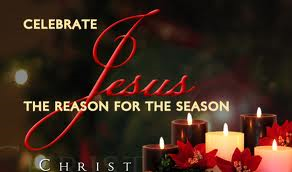 CELEBRATE
Jesus
THE REASON FOR THE SEASON
CHRIST